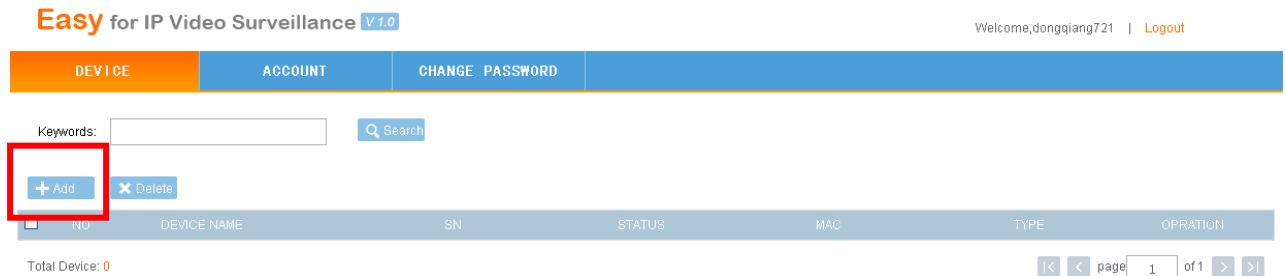 Easy for IP Video Surveillance V 1.0
Welcome,dongqiang721 | Logout
DEVICE ACCOUNT CHANGE PASSWORD
Keywords: Search
Add Delete
NO DEVICE NAME SN STATUS MAC TYPE OPRATION
Total Device: 0 page 1 of 1